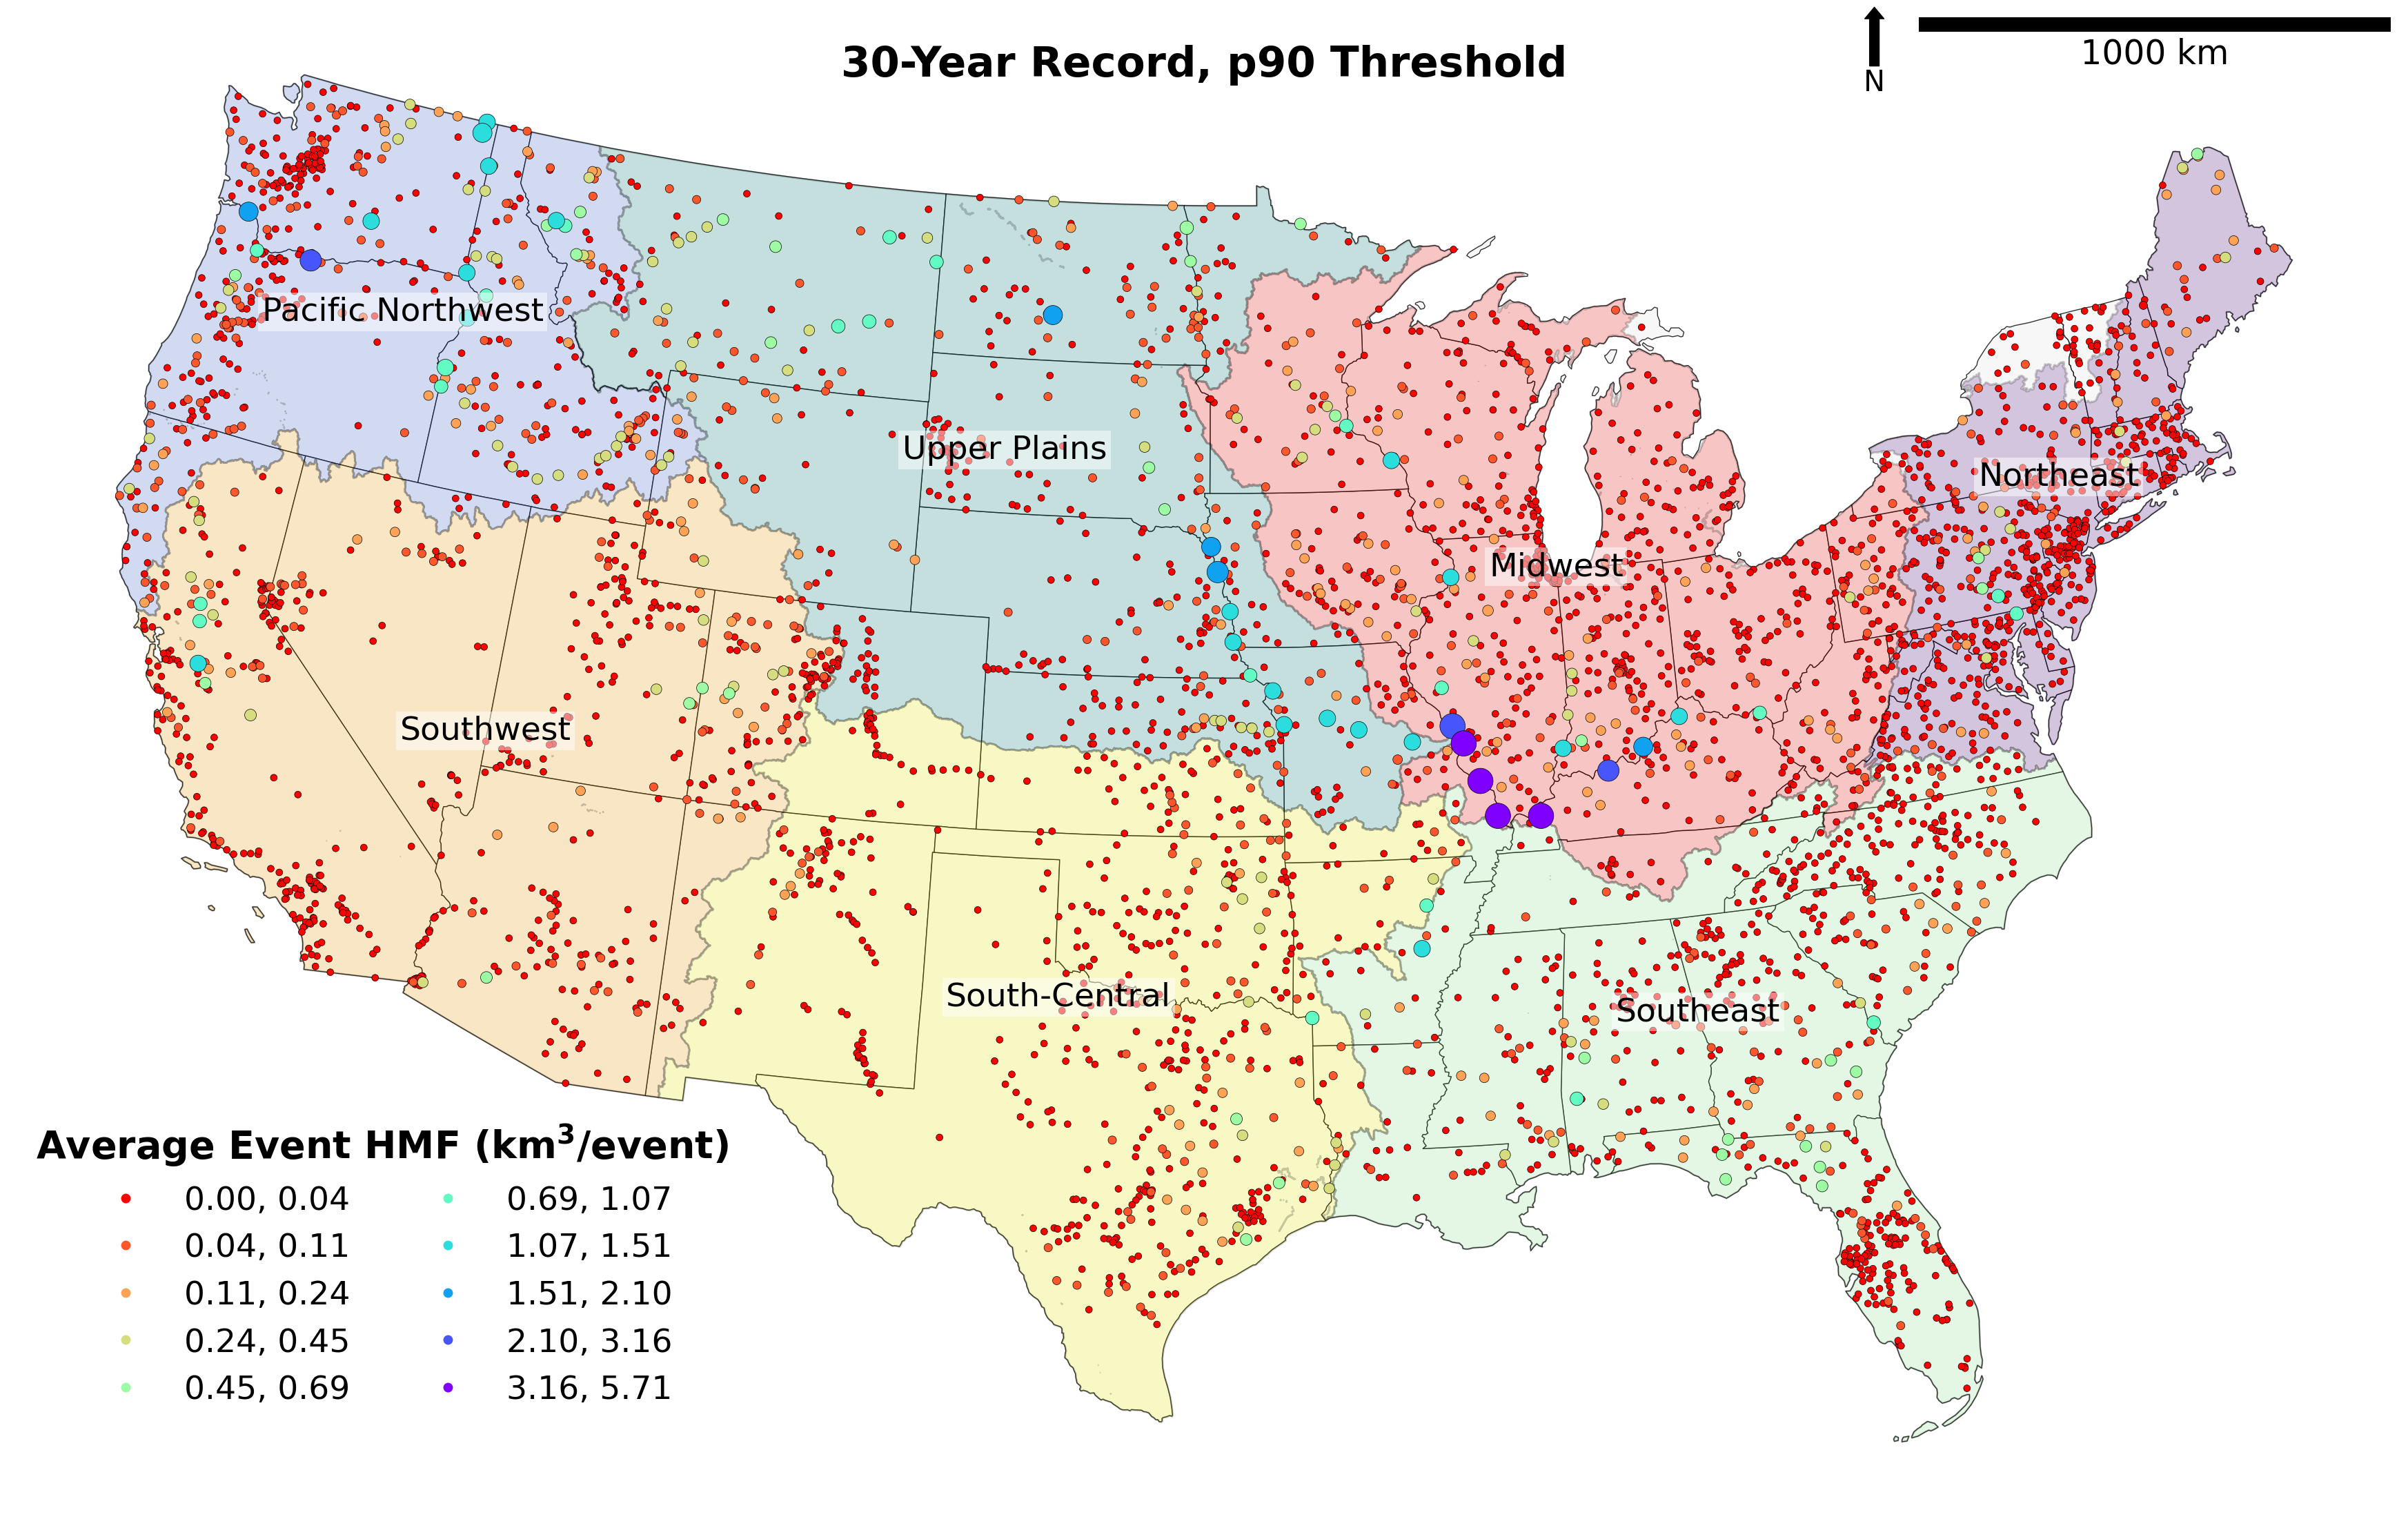 30-Year Record, p90 Threshold
1000 km
N
Pacific Northwest
Upper Plains
Northeast
Midwest
Southwest
South-Central
Southeast
Average Event HMF (km³/event)
0.00, 0.04
0.04, 0.11
0.11, 0.24
0.24, 0.45
0.45, 0.69
0.69, 1.07
1.07, 1.51
1.51, 2.10
2.10, 3.16
3.16, 5.71